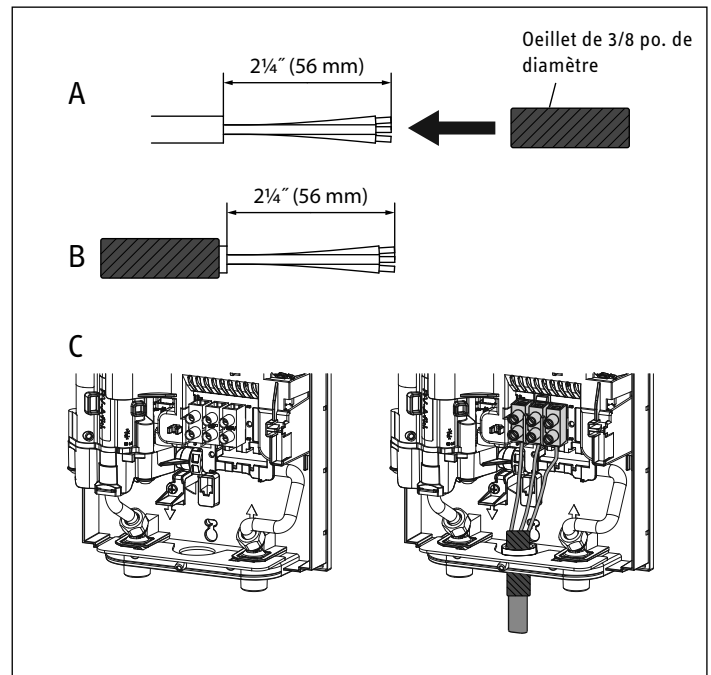 Oeillet de 3/8 po. de
diamètre
2¼˝ (56 mm)
A
2¼˝ (56 mm)
B
C